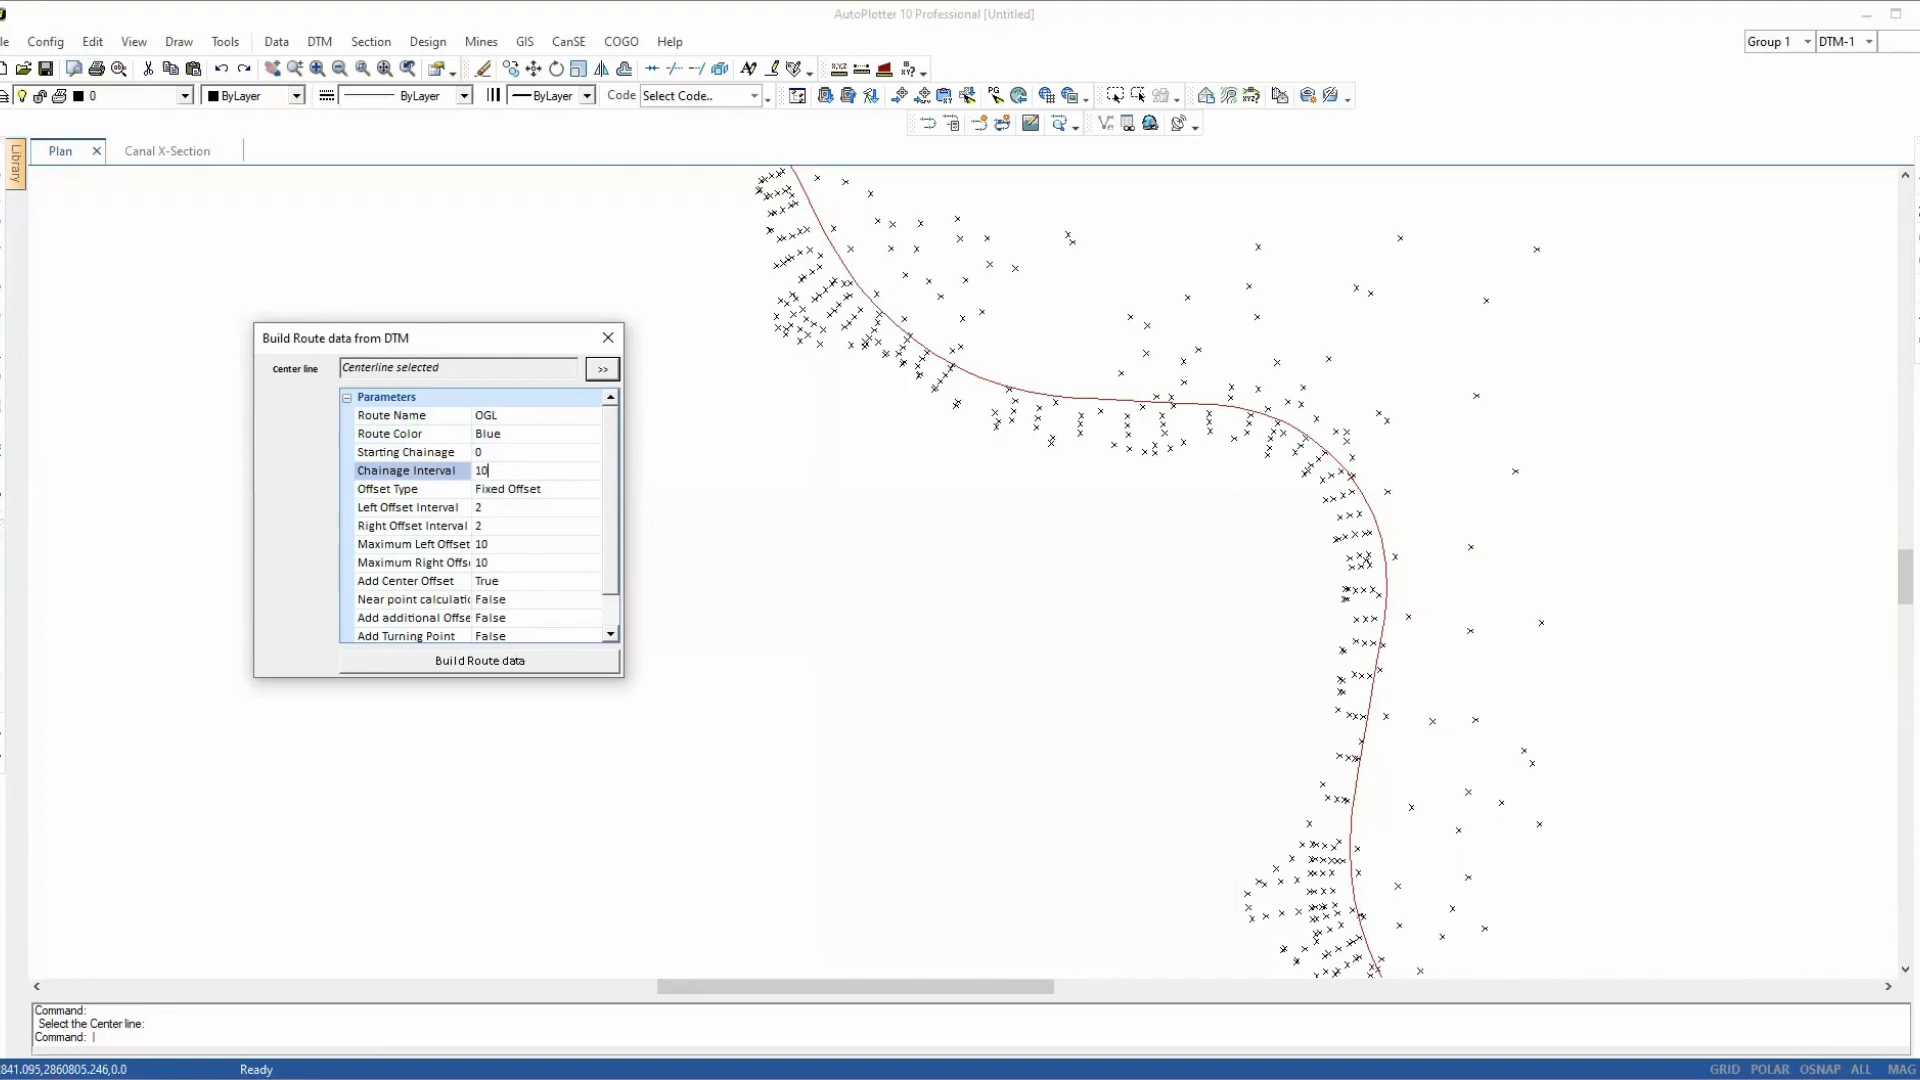 AutoPlotter 10 Professional [Untitled]
le Config Edit View Draw Tools Data DTM Section Design Mines GIS CanSE COGO Help
Group 1 DTM-1
0 ByLayer ByLayer ByLayer Code Select Code..
Plan Canal X-Section
Library
Build Route data from DTM
Center line Centerline selected >>
Parameters
Route Name OGL
Route Color Blue
Starting Chainage 0
Chainage Interval 10
Offset Type Fixed Offset
Left Offset Interval 2
Right Offset Interval 2
Maximum Left Offset 10
Maximum Right Offs 10
Add Center Offset True
Near point calculatic False
Add additional Offse False
Add Turning Point False
Build Route data
Command:
Select the Center line:
Command:
841.095,2860805.246,0.0 Ready GRID POLAR OSNAP ALL MAG